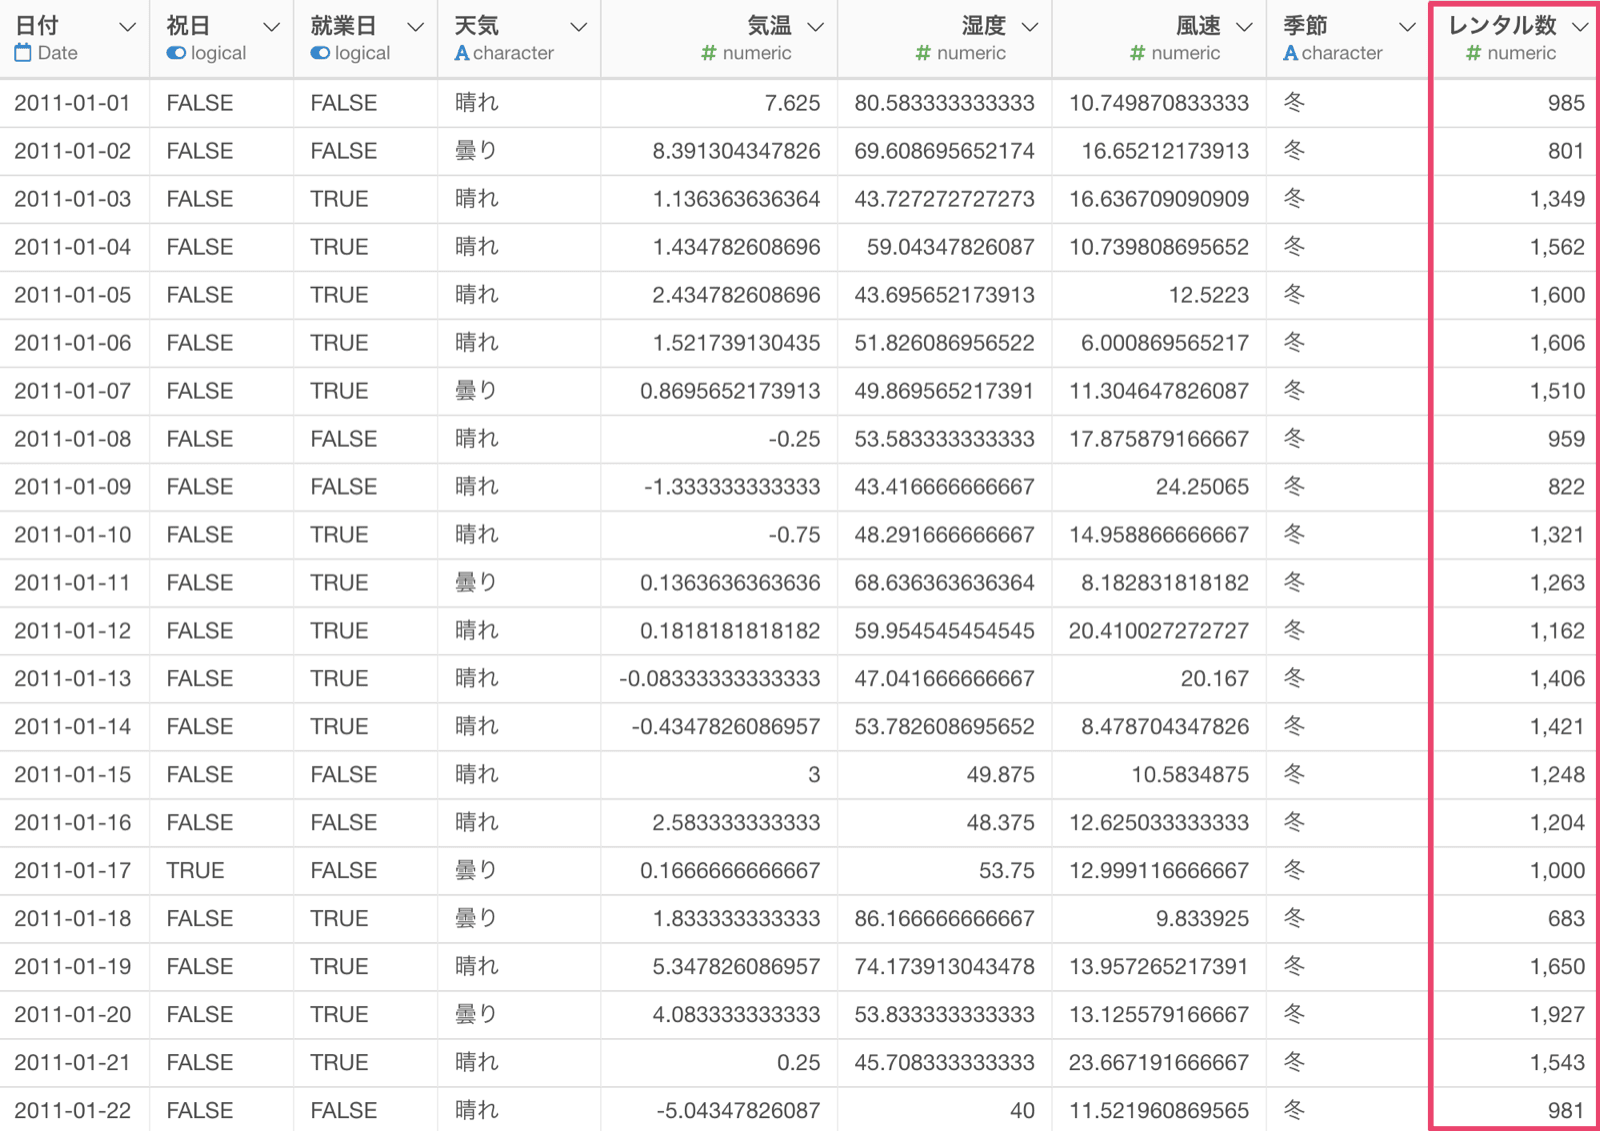 日付 祝日 就業日 天気 気温 湿度 風速 季節 レンタル数
Date logical logical character numeric numeric numeric character numeric
2011-01-01 FALSE FALSE 晴れ 7.625 80.583333333333 10.749870833333 冬 985
2011-01-02 FALSE FALSE 曇り 8.391304347826 69.608695652174 16.65212173913 冬 801
2011-01-03 FALSE TRUE 晴れ 1.136363636364 43.727272727273 16.636709090909 冬 1,349
2011-01-04 FALSE TRUE 晴れ 1.434782608696 59.04347826087 10.739808695652 冬 1,562
2011-01-05 FALSE TRUE 晴れ 2.434782608696 43.695652173913 12.5223 冬 1,600
2011-01-06 FALSE TRUE 晴れ 1.521739130435 51.826086956522 6.000869565217 冬 1,606
2011-01-07 FALSE TRUE 曇り 0.8695652173913 49.869565217391 11.304647826087 冬 1,510
2011-01-08 FALSE FALSE 晴れ -0.25 53.583333333333 17.875879166667 冬 959
2011-01-09 FALSE FALSE 晴れ -1.333333333333 43.416666666667 24.25065 冬 822
2011-01-10 FALSE TRUE 晴れ -0.75 48.291666666667 14.958866666667 冬 1,321
2011-01-11 FALSE TRUE 曇り 0.1363636363636 68.636363636364 8.182831818182 冬 1,263
2011-01-12 FALSE TRUE 晴れ 0.1818181818182 59.954545454545 20.410027272727 冬 1,162
2011-01-13 FALSE TRUE 晴れ -0.08333333333333 47.041666666667 20.167 冬 1,406
2011-01-14 FALSE TRUE 晴れ -0.4347826086957 53.782608695652 8.478704347826 冬 1,421
2011-01-15 FALSE FALSE 晴れ 3 49.875 10.5834875 冬 1,248
2011-01-16 FALSE FALSE 晴れ 2.583333333333 48.375 12.625033333333 冬 1,204
2011-01-17 TRUE FALSE 曇り 0.1666666666667 53.75 12.999116666667 冬 1,000
2011-01-18 FALSE TRUE 曇り 1.833333333333 86.166666666667 9.833925 冬 683
2011-01-19 FALSE TRUE 晴れ 5.347826086957 74.173913043478 13.957265217391 冬 1,650
2011-01-20 FALSE TRUE 曇り 4.083333333333 53.833333333333 13.125579166667 冬 1,927
2011-01-21 FALSE TRUE 晴れ 0.25 45.708333333333 23.667191666667 冬 1,543
2011-01-22 FALSE FALSE 晴れ -5.04347826087 40 11.521960869565 冬 981